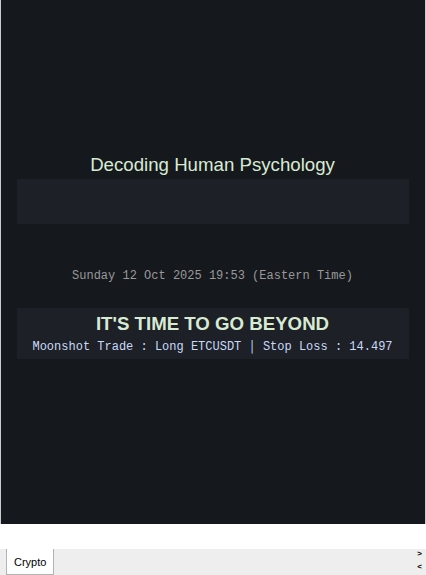 Decoding Human Psychology
Sunday 12 Oct 2025 19:53 (Eastern Time)
IT'S TIME TO GO BEYOND
Moonshot Trade : Long ETCUSDT | Stop Loss : 14.497
Crypto
>
<